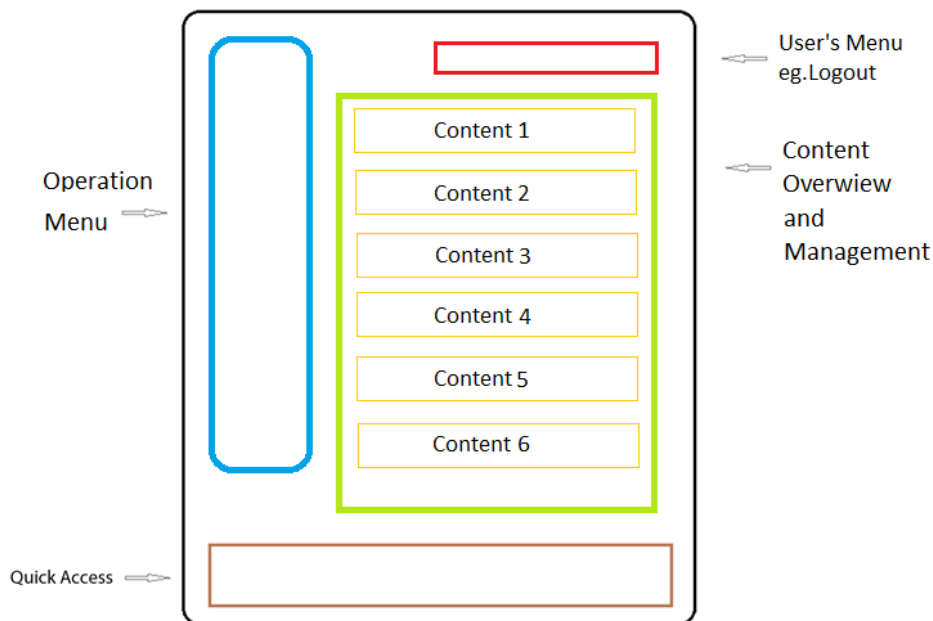 User's Menu
eg.Logout
Content 1
Content
Overwiew
and
Management
Operation
Menu
Content 2
Content 3
Content 4
Content 5
Content 6
Quick Access